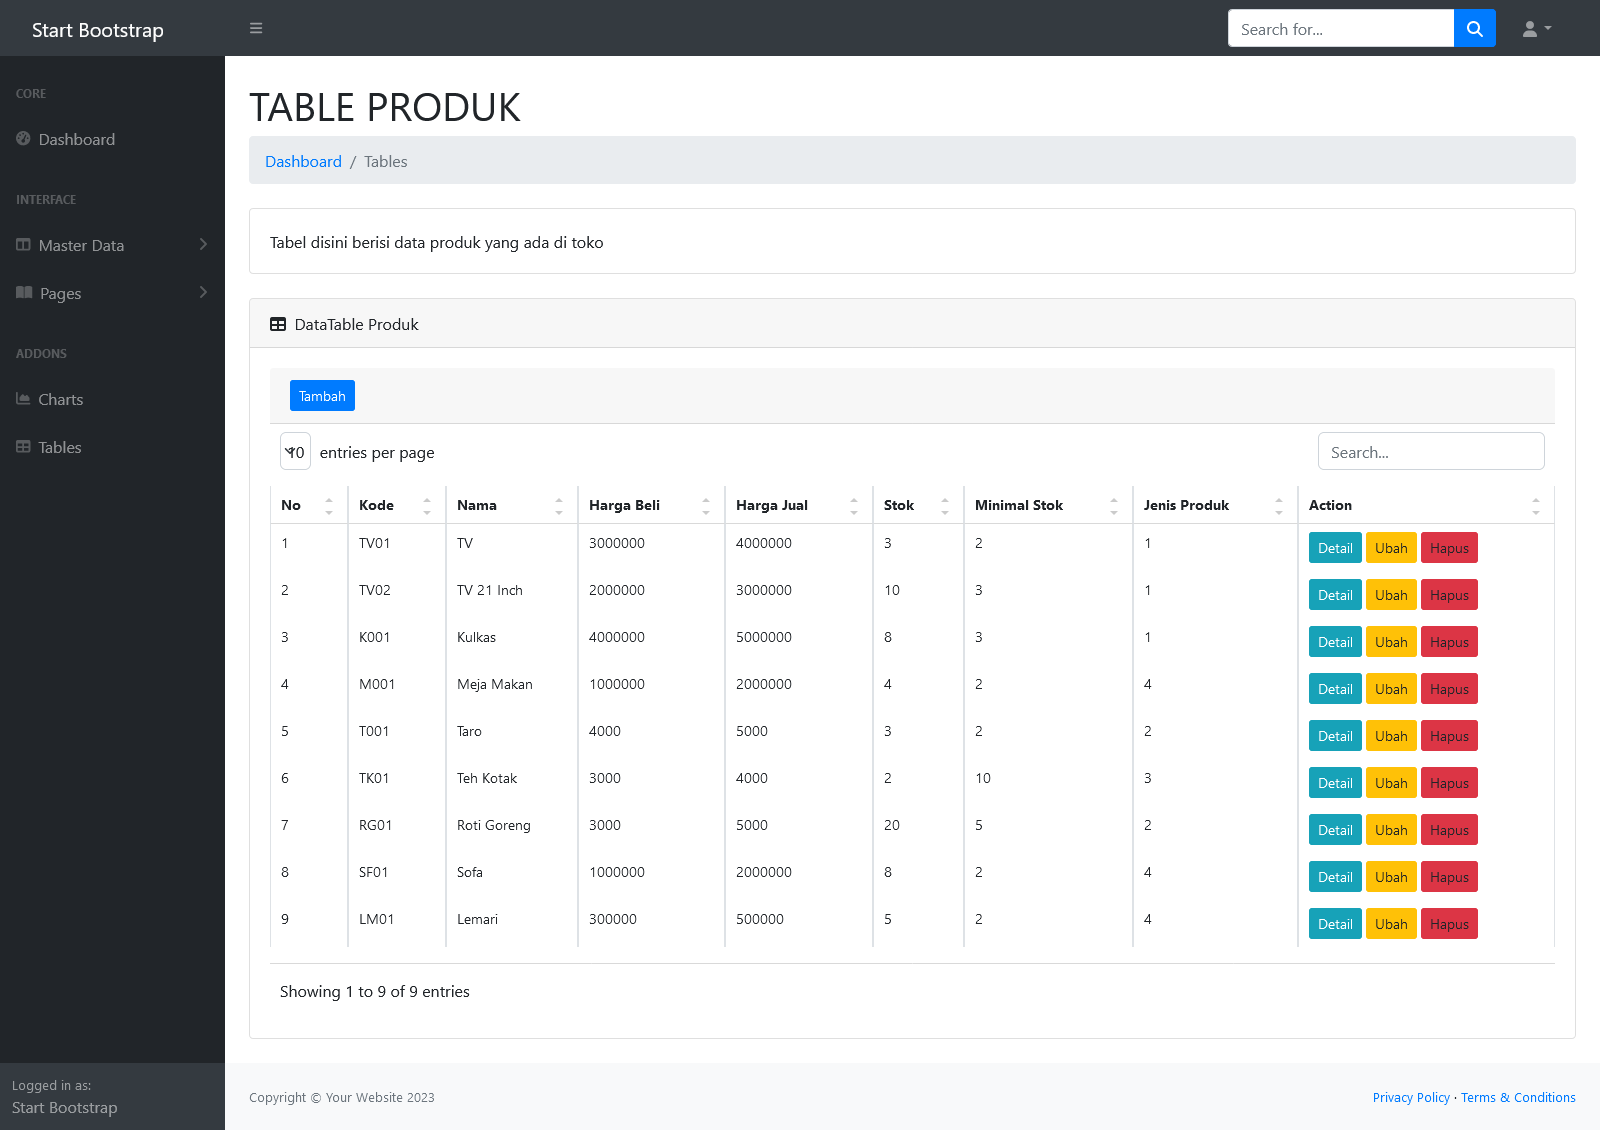 Start Bootstrap
Search for...
CORE
Dashboard
INTERFACE
Master Data
Pages
ADDONS
Charts
Tables
Logged in as:
Start Bootstrap
TABLE PRODUK
Dashboard / Tables
Tabel disini berisi data produk yang ada di toko
DataTable Produk
Tambah
10 entries per page
Search...
No Kode Nama Harga Beli Harga Jual Stok Minimal Stok Jenis Produk Action
1 TV01 TV 3000000 4000000 3 2 1 Detail Ubah Hapus
2 TV02 TV 21 Inch 2000000 3000000 10 3 1 Detail Ubah Hapus
3 K001 Kulkas 4000000 5000000 8 3 1 Detail Ubah Hapus
4 M001 Meja Makan 1000000 2000000 4 2 4 Detail Ubah Hapus
5 T001 Taro 4000 5000 3 2 2 Detail Ubah Hapus
6 TK01 Teh Kotak 3000 4000 2 10 3 Detail Ubah Hapus
7 RG01 Roti Goreng 3000 5000 20 5 2 Detail Ubah Hapus
8 SF01 Sofa 1000000 2000000 8 2 4 Detail Ubah Hapus
9 LM01 Lemari 300000 500000 5 2 4 Detail Ubah Hapus
Showing 1 to 9 of 9 entries
Copyright © Your Website 2023
Privacy Policy · Terms & Conditions